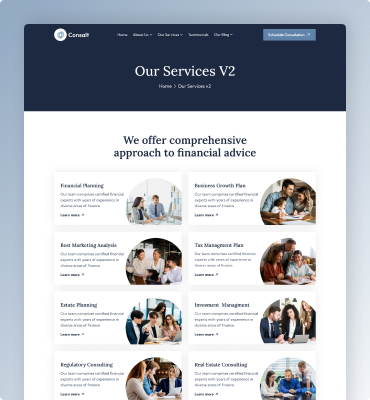 Consalt
Home About Us Our Services Testimonials Our Blog
Schedule Consulation
Our Services V2
Home > Our Services v2
We offer comprehensive
approach to financial advice
Financial Planning
Our team comprises certified financial
experts with years of experience in
diverse areas of finance
Learn more
Business Growth Plan
Our team comprises certified financial
experts with years of experience in
diverse areas of finance
Learn more
Best Marketing Analysis
Our team comprises certified financial
experts with years of experience in
diverse areas of finance
Learn more
Tax Managment Plan
Our team comprises certified financial
experts with years of experience in
diverse areas of finance
Learn more
Estate Planning
Our team comprises certified financial
experts with years of experience in
diverse areas of finance
Learn more
Invesment Managment
Our team comprises certified financial
experts with years of experience in
diverse areas of finance
Learn more
Regulatory Consulting
Our team comprises certified financial
experts with years of experience in
diverse areas of finance
Learn more
Real Estate Consulting
Our team comprises certified financial
experts with years of experience in
diverse areas of finance
Learn more